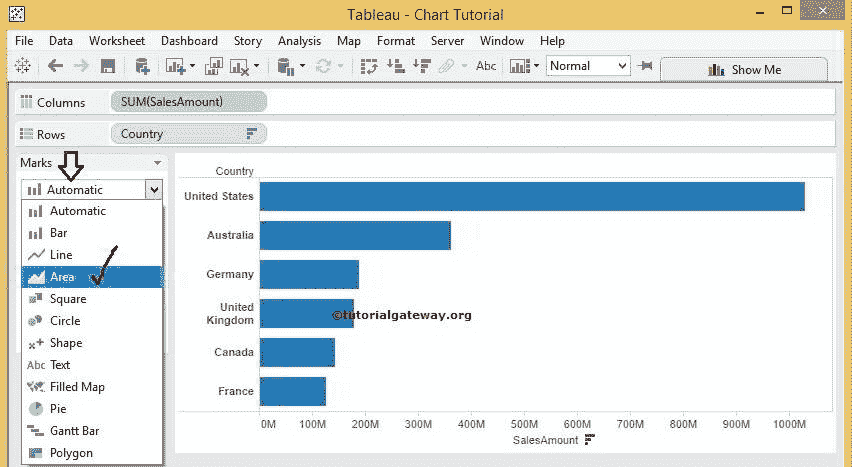 Tableau - Chart Tutorial
File Data Worksheet Dashboard Story Analysis Map Format Server Window Help
Abc Normal Show Me
Columns SUM(SalesAmount)
Rows Country
Marks
Automatic
Automatic
Bar
Line
Area
Square
Circle
Shape
Abc Text
Filled Map
Pie
Gantt Bar
Polygon
Country
United States
Australia
Germany
United
Kingdom
©tutorialgateway.org
Canada
France
0M 100M 200M 300M 400M 500M 600M 700M 800M 900M 1000M
SalesAmount